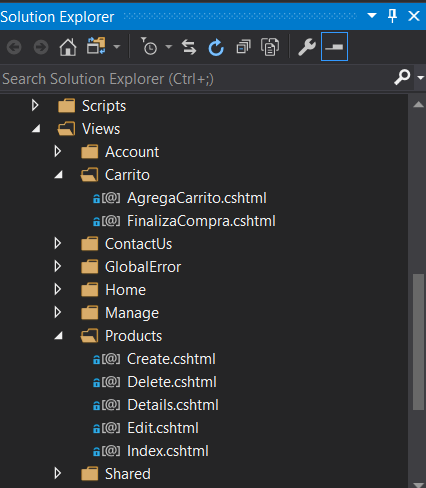 Solution Explorer
Search Solution Explorer (Ctrl+;)
Scripts
Views
Account
Carrito
[@] AgregaCarrito.cshtml
[@] FinalizaCompra.cshtml
ContactUs
GlobalError
Home
Manage
Products
[@] Create.cshtml
[@] Delete.cshtml
[@] Details.cshtml
[@] Edit.cshtml
[@] Index.cshtml
Shared